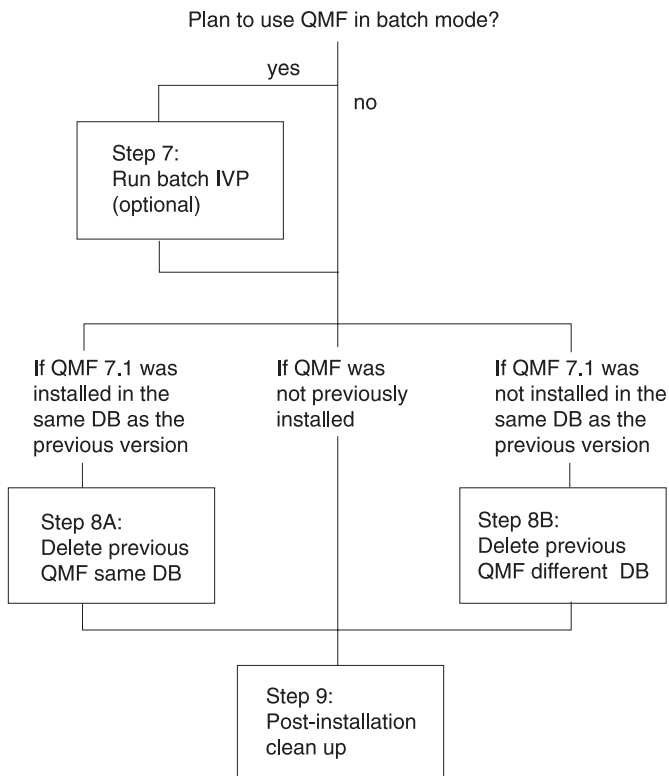 Plan to use QMF in batch mode?
yes
no
Step 7:
Run batch IVP
(optional)
If QMF 7.1 was
installed in the
same DB as the
previous version
If QMF was
not previously
installed
If QMF 7.1 was
not installed in the
same DB as the
previous version
Step 8A:
Delete previous
QMF same DB
Step 8B:
Delete previous
QMF different DB
Step 9:
Post-installation
clean up